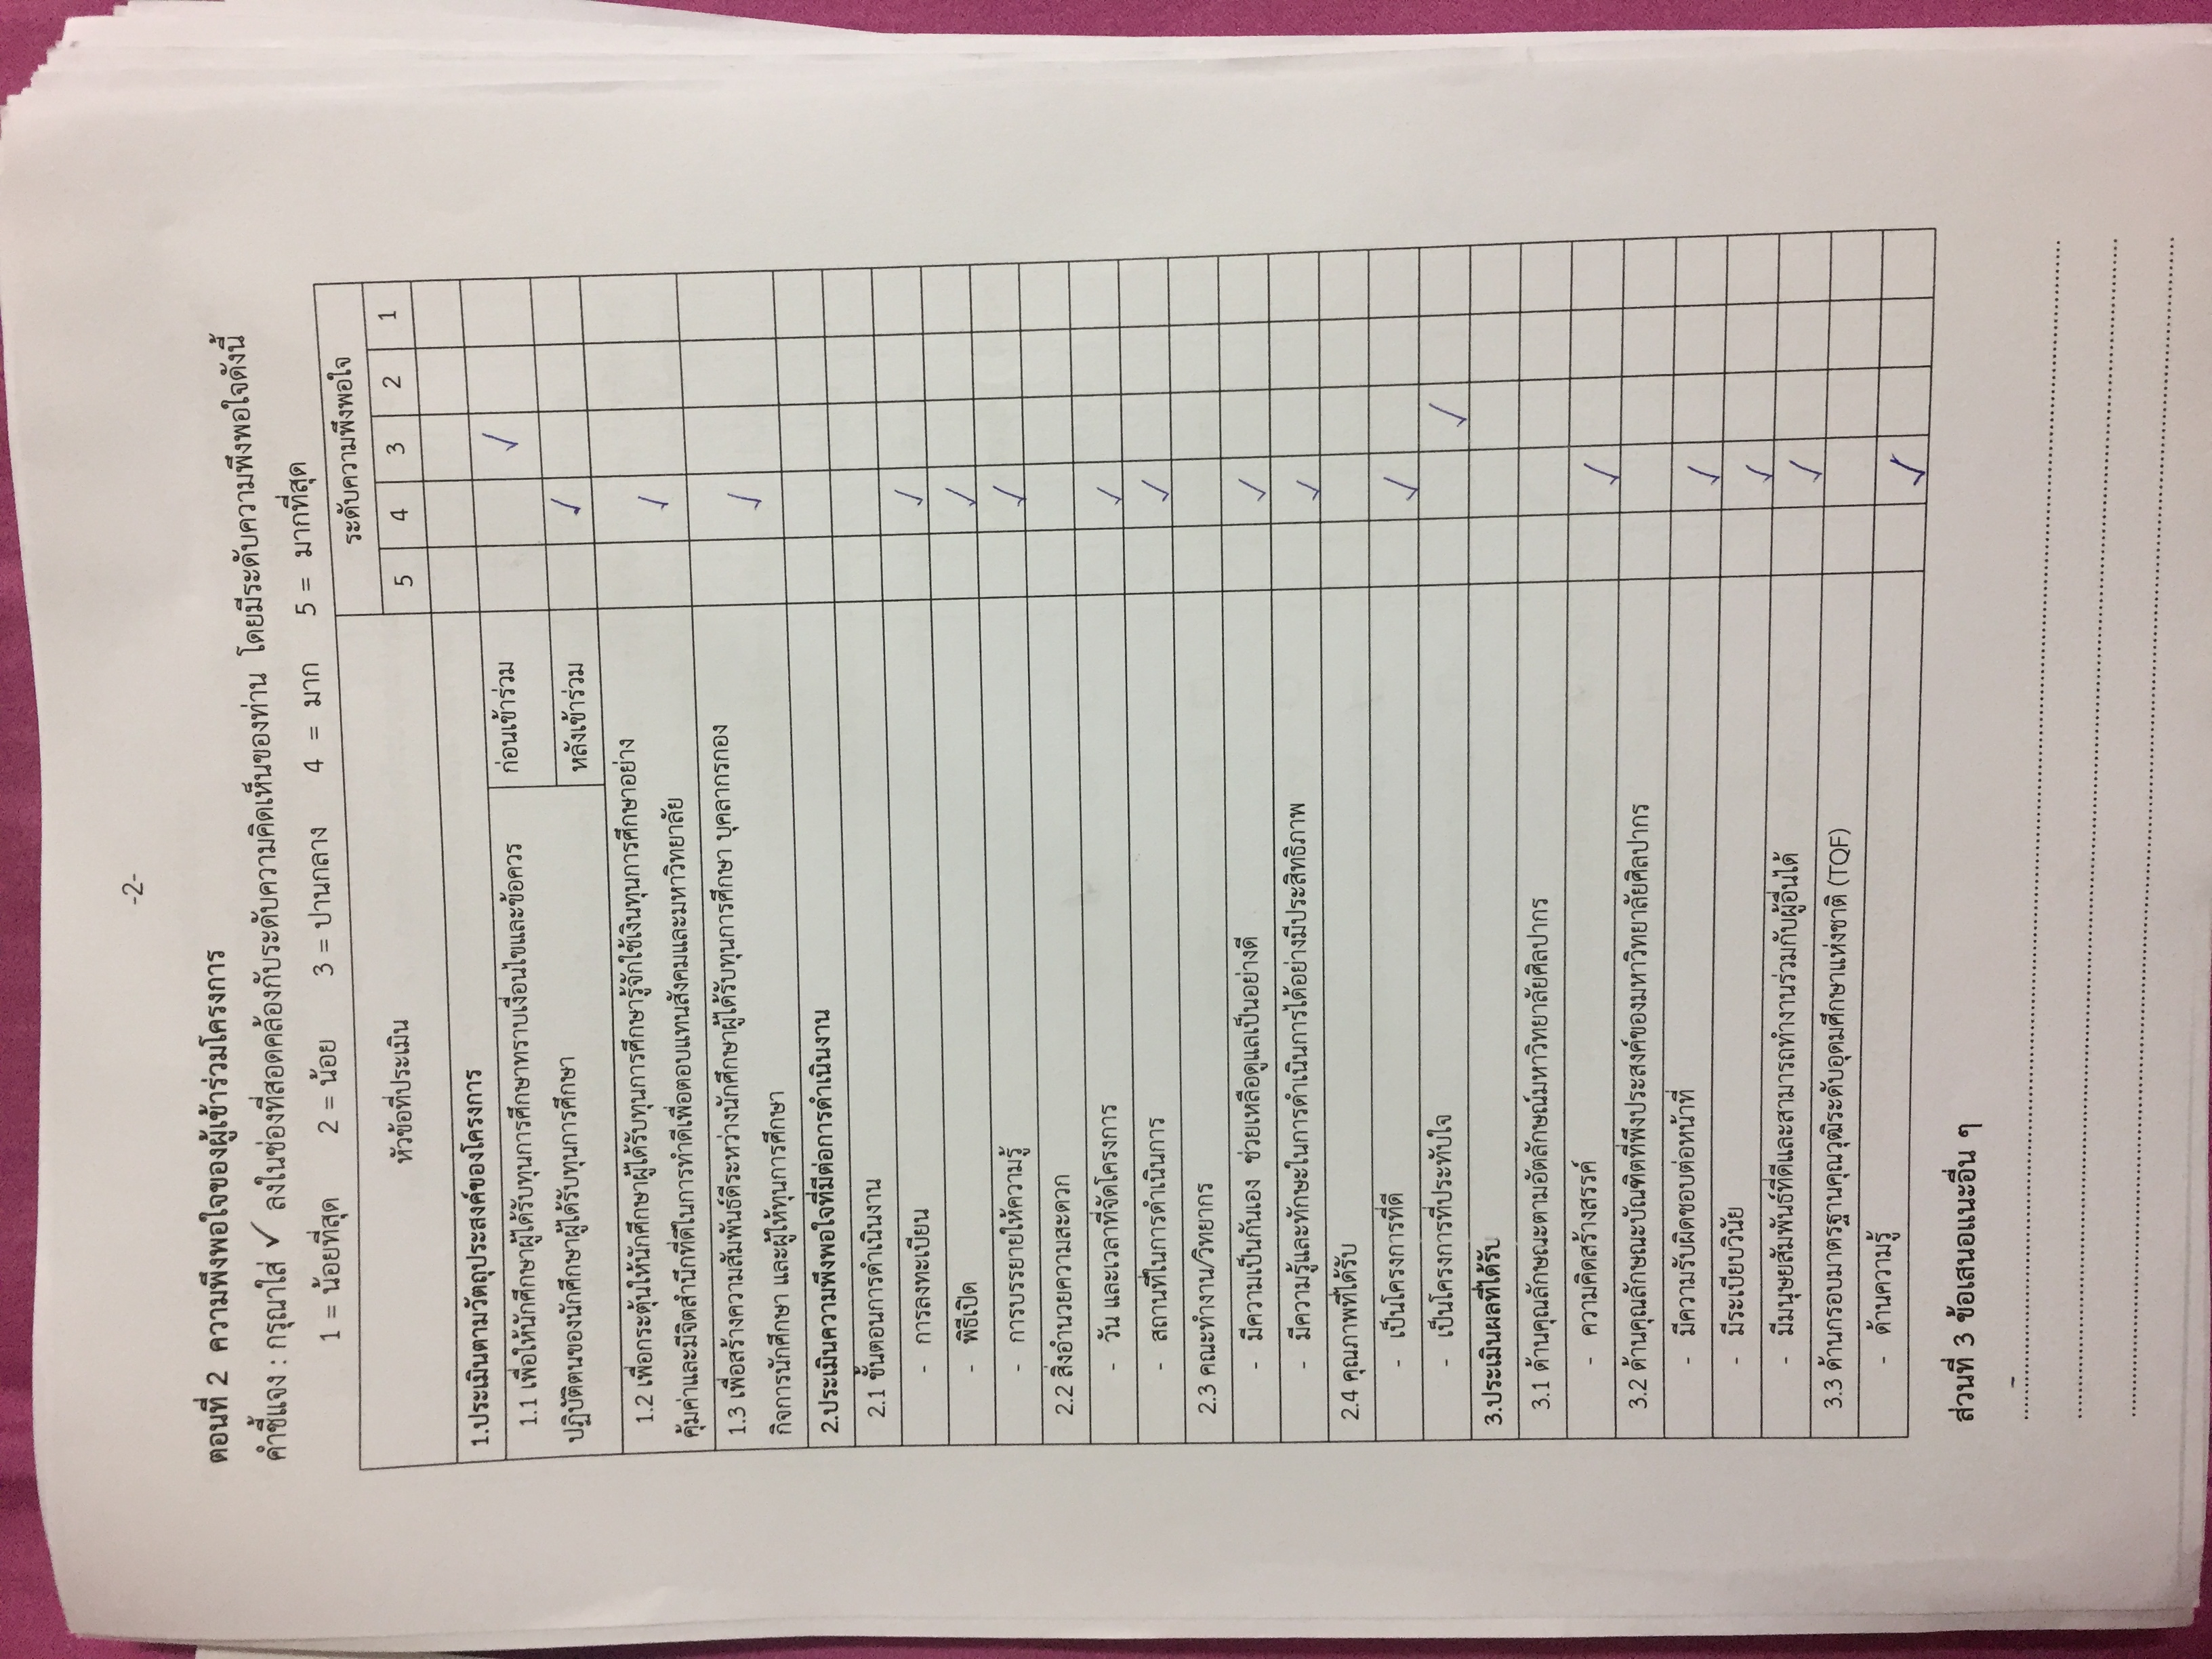 -2-
ตอนที่ 2 ความพึงพอใจของผู้เข้าร่วมโครงการ
คำชี้แจง : กรุณาใส่ ✓ ลงในช่องที่สอดคล้องกับระดับความคิดเห็นของท่าน โดยมีระดับความพึงพอใจดังนี้
1 = น้อยที่สุด 2 = น้อย 3 = ปานกลาง 4 = มาก 5 = มากที่สุด
หัวข้อที่ประเมิน ระดับความพึงพอใจ
5 4 3 2 1
1.ประเมินตามวัตถุประสงค์ของโครงการ
1.1 เพื่อให้นักศึกษาผู้ได้รับทุนการศึกษาทราบเงื่อนไขและข้อควร ก่อนเข้าร่วม ✓
ปฏิบัติตนของนักศึกษาผู้ได้รับทุนการศึกษา หลังเข้าร่วม ✓
1.2 เพื่อกระตุ้นให้นักศึกษาผู้ได้รับทุนการศึกษารู้จักใช้เงินทุนการศึกษาอย่าง ✓
คุ้มค่าและมีจิตสำนึกที่ดีในการทำดีเพื่อตอบแทนสังคมและมหาวิทยาลัย
1.3 เพื่อสร้างความสัมพันธ์ดีระหว่างนักศึกษาผู้ได้รับทุนการศึกษา บุคลากรกอง ✓
กิจการนักศึกษา และผู้ให้ทุนการศึกษา
2.ประเมินความพึงพอใจที่มีต่อการดำเนินงาน
2.1 ขั้นตอนการดำเนินงาน
- การลงทะเบียน ✓
- พิธีเปิด ✓
- การบรรยายให้ความรู้ ✓
2.2 สิ่งอำนวยความสะดวก
- วัน และเวลาที่จัดโครงการ ✓
- สถานที่ในการดำเนินการ ✓
2.3 คณะทำงาน/วิทยากร
- มีความเป็นกันเอง ช่วยเหลือดูแลเป็นอย่างดี ✓
- มีความรู้และทักษะในการดำเนินการได้อย่างมีประสิทธิภาพ ✓
2.4 คุณภาพที่ได้รับ
- เป็นโครงการที่ดี ✓
- เป็นโครงการที่ประทับใจ ✓
3.ประเมินผลที่ได้รับ
3.1 ด้านคุณลักษณะตามอัตลักษณ์มหาวิทยาลัยศิลปากร
- ความคิดสร้างสรรค์ ✓
3.2 ด้านคุณลักษณะบัณฑิตที่พึงประสงค์ของมหาวิทยาลัยศิลปากร
- มีความรับผิดชอบต่อหน้าที่ ✓
- มีระเบียบวินัย ✓
- มีมนุษยสัมพันธ์ที่ดีและสามารถทำงานร่วมกับผู้อื่นได้ ✓
3.3 ด้านกรอบมาตรฐานคุณวุฒิระดับอุดมศึกษาแห่งชาติ (TQF)
- ด้านความรู้ ✓
ส่วนที่ 3 ข้อเสนอแนะอื่น ๆ
-